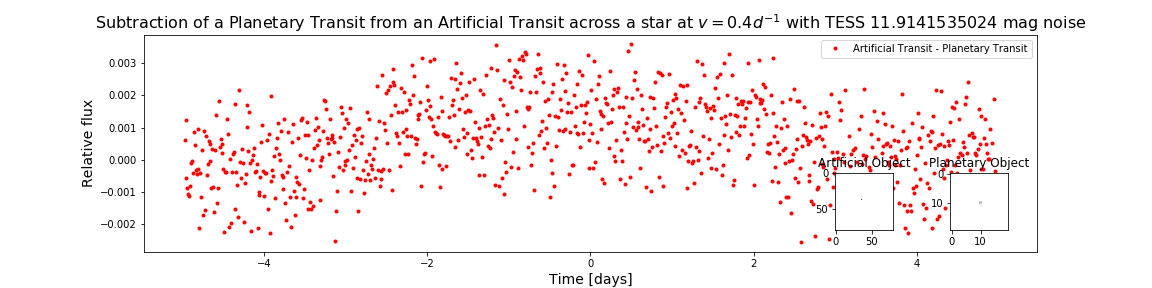 Subtraction of a Planetary Transit from an Artificial Transit across a star at v = 0.4d⁻¹ with TESS 11.9141535024 mag noise
Artificial Transit - Planetary Transit
Relative flux
0.003
0.002
0.001
0.000
−0.001
−0.002
Artificial Object
0
50
0 50
Planetary Object
0
10
0 10
−4 −2 0 2 4
Time [days]